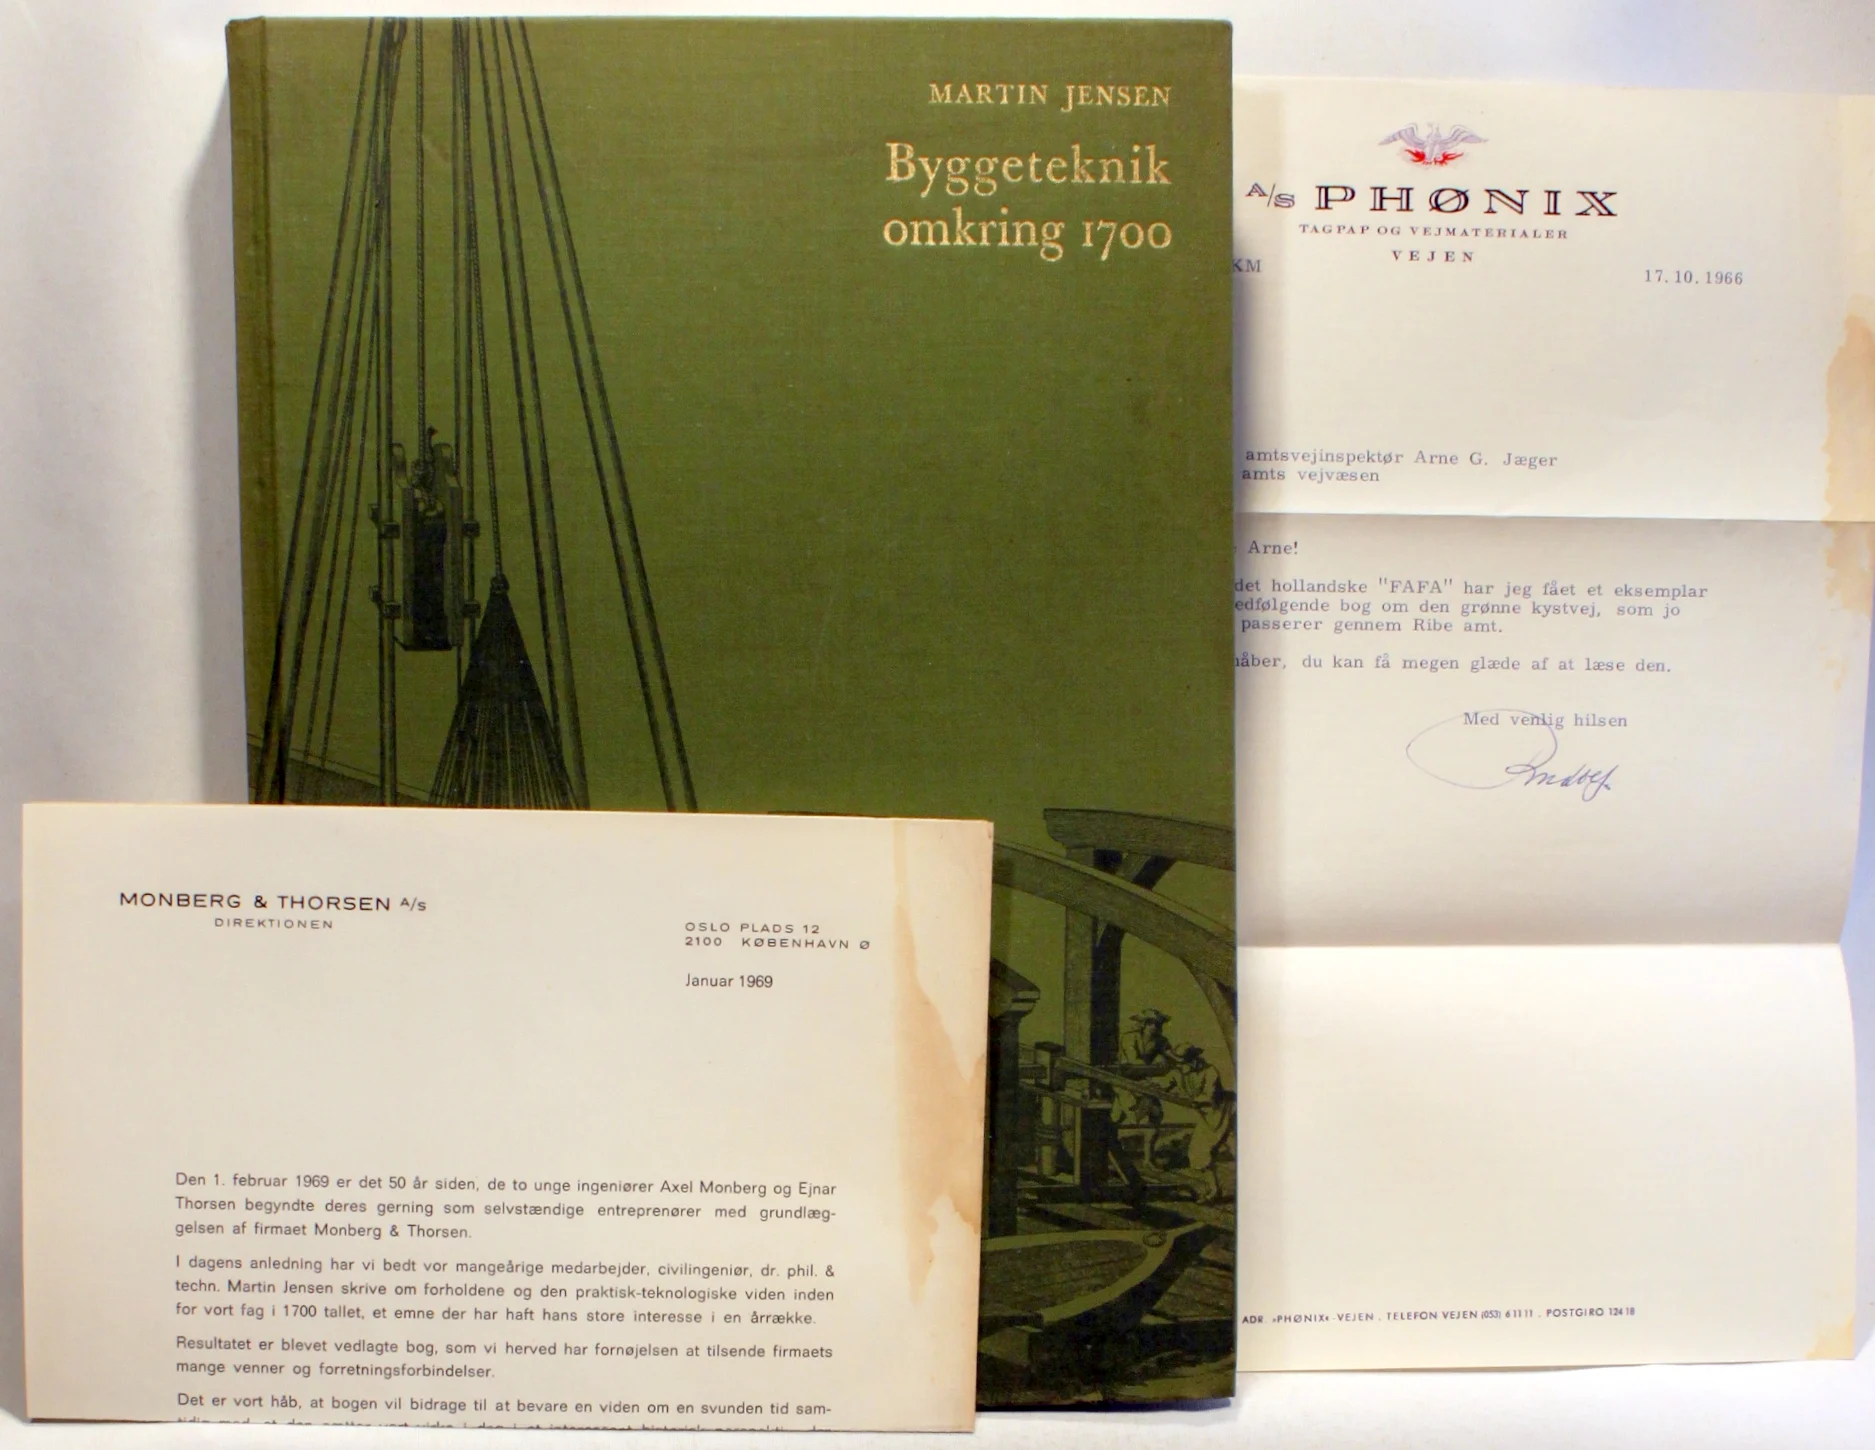 MARTIN JENSEN
Byggeteknik
omkring 1700
A/S PHØNIX
TAGPAP OG VEJMATERIALER
VEJEN
KM
17.10.1966
amtsvejinspektør Arne G. Jæger
amts vejvæsen
Arne!
det hollandske "FAFA" har jeg fået et eksemplar
edfølgende bog om den grønne kystvej, som jo
passerer gennem Ribe amt.
håber, du kan få megen glæde af at læse den.
Med venlig hilsen
ADR. »PHØNIX« - VEJEN . TELEFON VEJEN (053) 6 11 11 . POSTGIRO 124 18
MONBERG & THORSEN A/S
DIREKTIONEN
OSLO PLADS 12
2100 KØBENHAVN Ø
Januar 1969
Den 1. februar 1969 er det 50 år siden, de to unge ingeniører Axel Monberg og Ejnar
Thorsen begyndte deres gerning som selvstændige entreprenører med grundlæg-
gelsen af firmaet Monberg & Thorsen.
I dagens anledning har vi bedt vor mangeårige medarbejder, civilingeniør, dr. phil. &
techn. Martin Jensen skrive om forholdene og den praktisk-teknologiske viden inden
for vort fag i 1700 tallet, et emne der har haft hans store interesse i en årrække.
Resultatet er blevet vedlagte bog, som vi herved har fornøjelsen at tilsende firmaets
mange venner og forretningsforbindelser.
Det er vort håb, at bogen vil bidrage til at bevare en viden om en svunden tid sam-